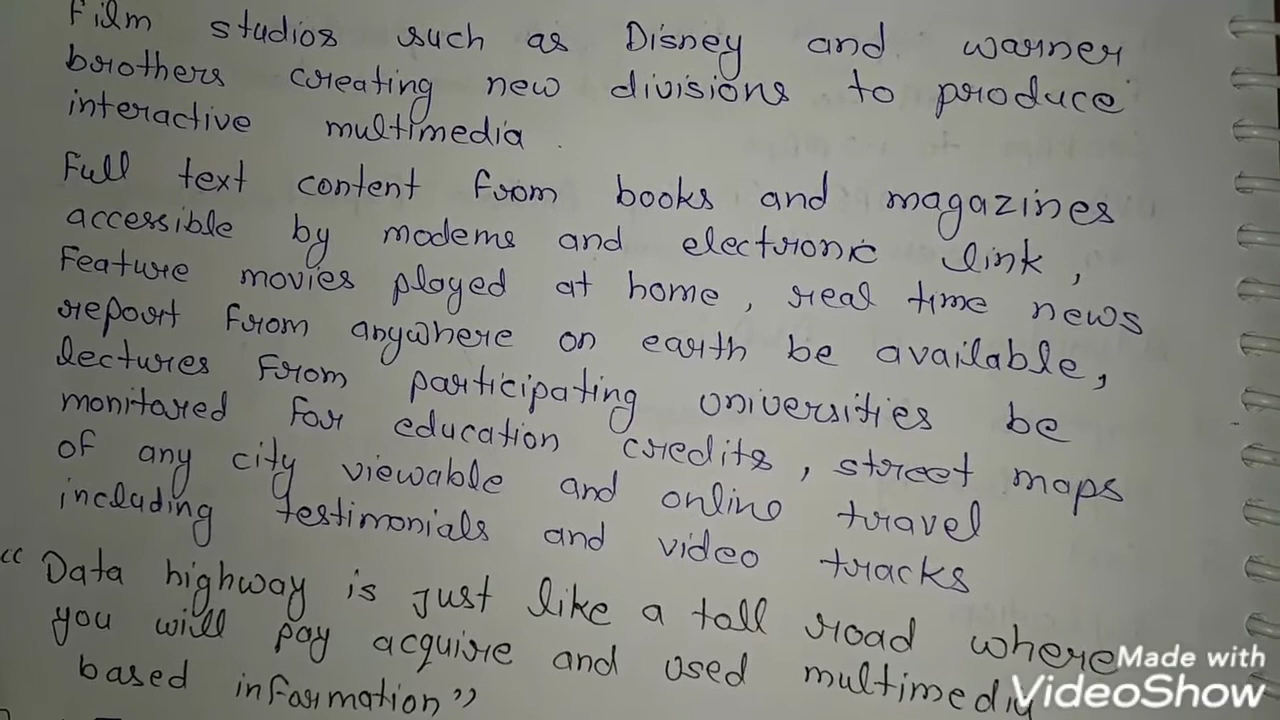 Film studios such as Disney and warner
brothers creating new divisions to produce
interactive multimedia.
Full text content from books and magazines
accessible by modems and electronic link,
Feature movies played at home, real time news
report from anywhere on earth be available,
lectures from participating universities be
monitored for education credits, street maps
of any city viewable and online travel
including testimonials and video tracks
“Data highway is just like a toll road where
you will pay acquire and used multimedia
based information”
Made with
VideoShow